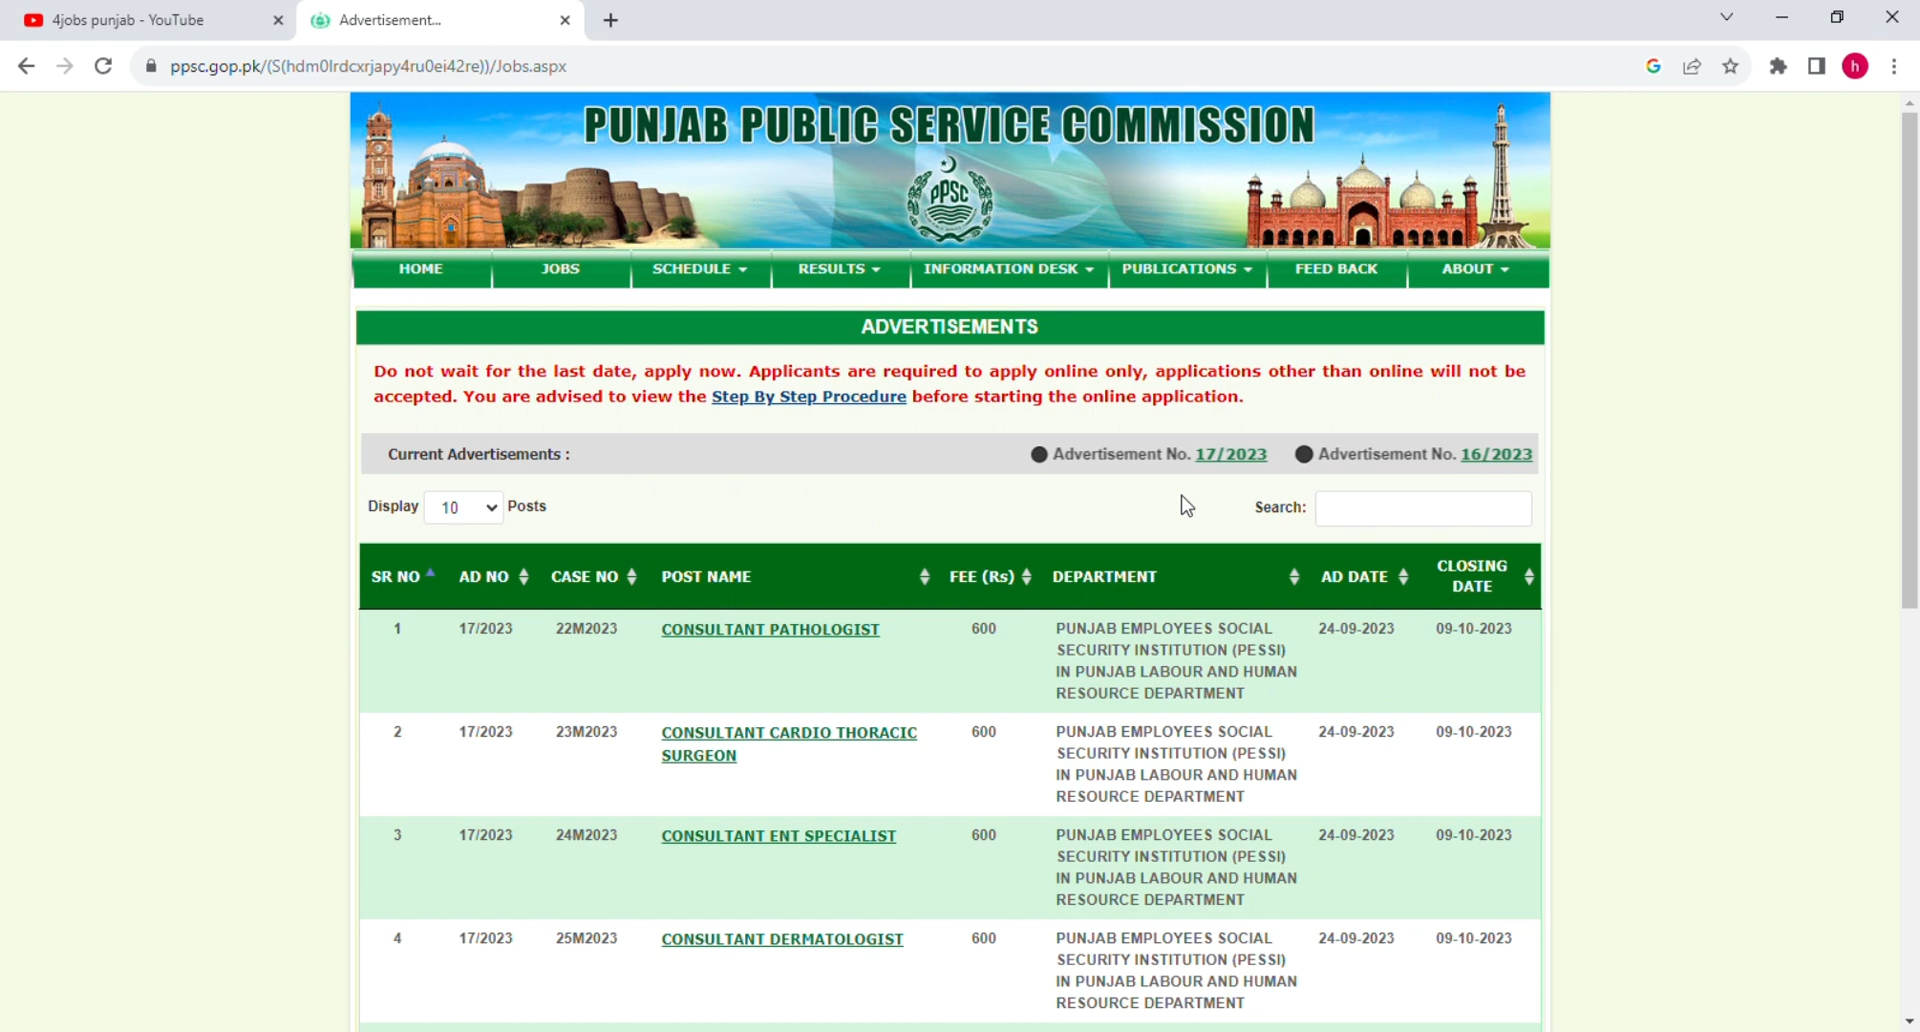 4jobs punjab - YouTube
Advertisement...
ppsc.gop.pk/(S(hdm0lrdcxrjapy4ru0ei42re))/Jobs.aspx
h
PUNJAB PUBLIC SERVICE COMMISSION
PPSC
HOME JOBS SCHEDULE RESULTS INFORMATION DESK PUBLICATIONS FEED BACK ABOUT
ADVERTISEMENTS
Do not wait for the last date, apply now. Applicants are required to apply online only, applications other than online will not be
accepted. You are advised to view the Step By Step Procedure before starting the online application.
Current Advertisements : Advertisement No. 17/2023 Advertisement No. 16/2023
Display 10 Posts Search:
SR NO AD NO CASE NO POST NAME FEE (Rs) DEPARTMENT AD DATE CLOSING
DATE
1 17/2023 22M2023 CONSULTANT PATHOLOGIST 600 PUNJAB EMPLOYEES SOCIAL 24-09-2023 09-10-2023
SECURITY INSTITUTION (PESSI)
IN PUNJAB LABOUR AND HUMAN
RESOURCE DEPARTMENT
2 17/2023 23M2023 CONSULTANT CARDIO THORACIC 600 PUNJAB EMPLOYEES SOCIAL 24-09-2023 09-10-2023
SURGEON SECURITY INSTITUTION (PESSI)
IN PUNJAB LABOUR AND HUMAN
RESOURCE DEPARTMENT
3 17/2023 24M2023 CONSULTANT ENT SPECIALIST 600 PUNJAB EMPLOYEES SOCIAL 24-09-2023 09-10-2023
SECURITY INSTITUTION (PESSI)
IN PUNJAB LABOUR AND HUMAN
RESOURCE DEPARTMENT
4 17/2023 25M2023 CONSULTANT DERMATOLOGIST 600 PUNJAB EMPLOYEES SOCIAL 24-09-2023 09-10-2023
SECURITY INSTITUTION (PESSI)
IN PUNJAB LABOUR AND HUMAN
RESOURCE DEPARTMENT